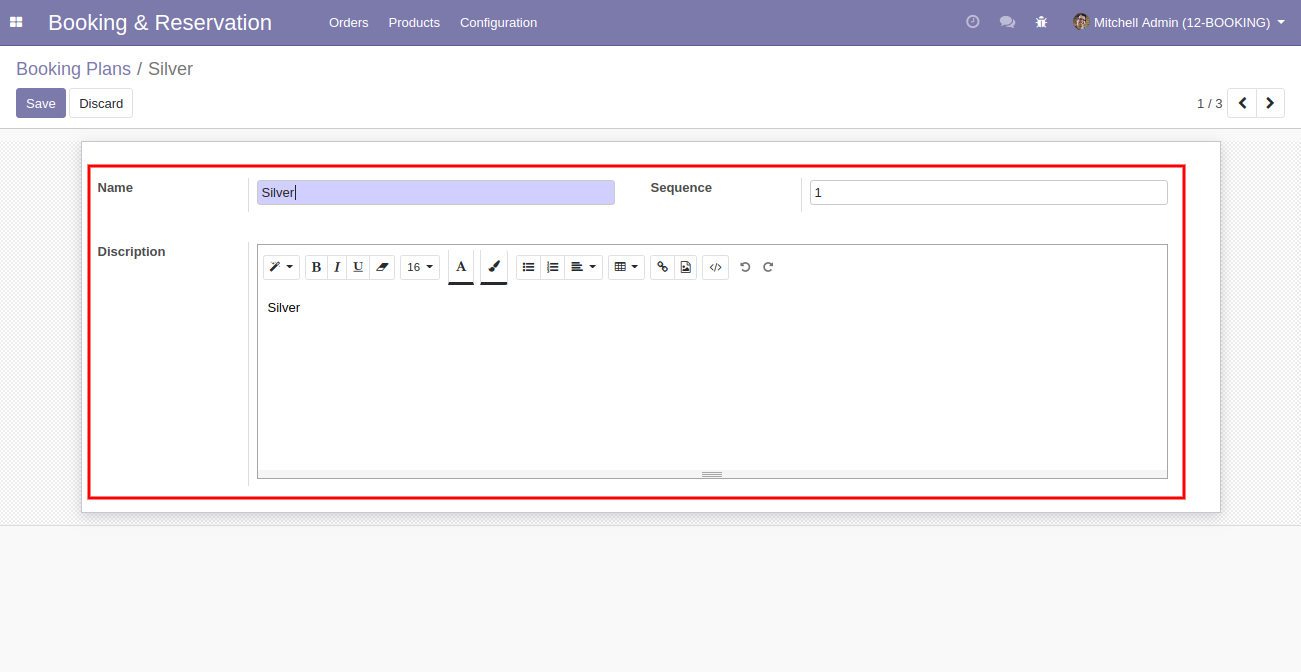 Booking & Reservation Orders Products Configuration Mitchell Admin (12-BOOKING)
Booking Plans / Silver
Save Discard 1 / 3
Name Silver Sequence 1
Discription
B I U 16 A </>
Silver